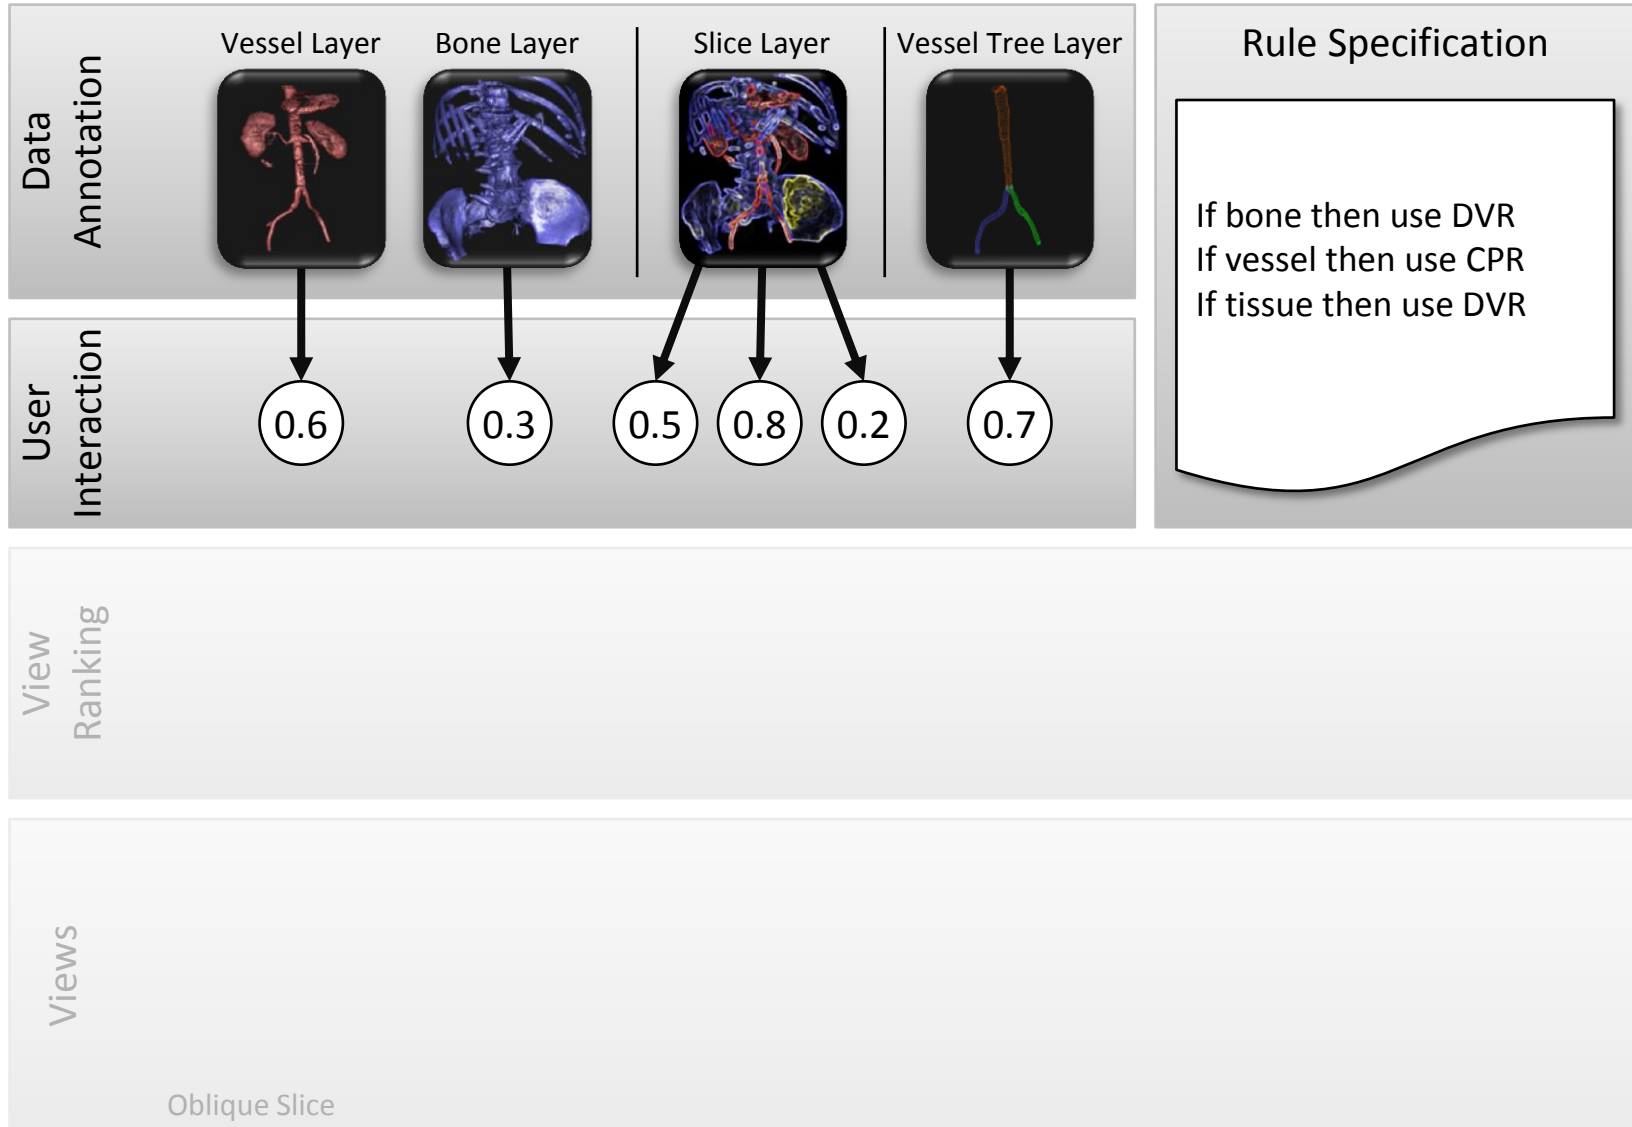 Data
Annotation
Vessel Layer
Bone Layer
Slice Layer
Vessel Tree Layer
Rule Specification
If bone then use DVR
If vessel then use CPR
If tissue then use DVR
User
Interaction
0.6
0.3
0.5
0.8
0.2
0.7
View
Ranking
Views
Oblique Slice